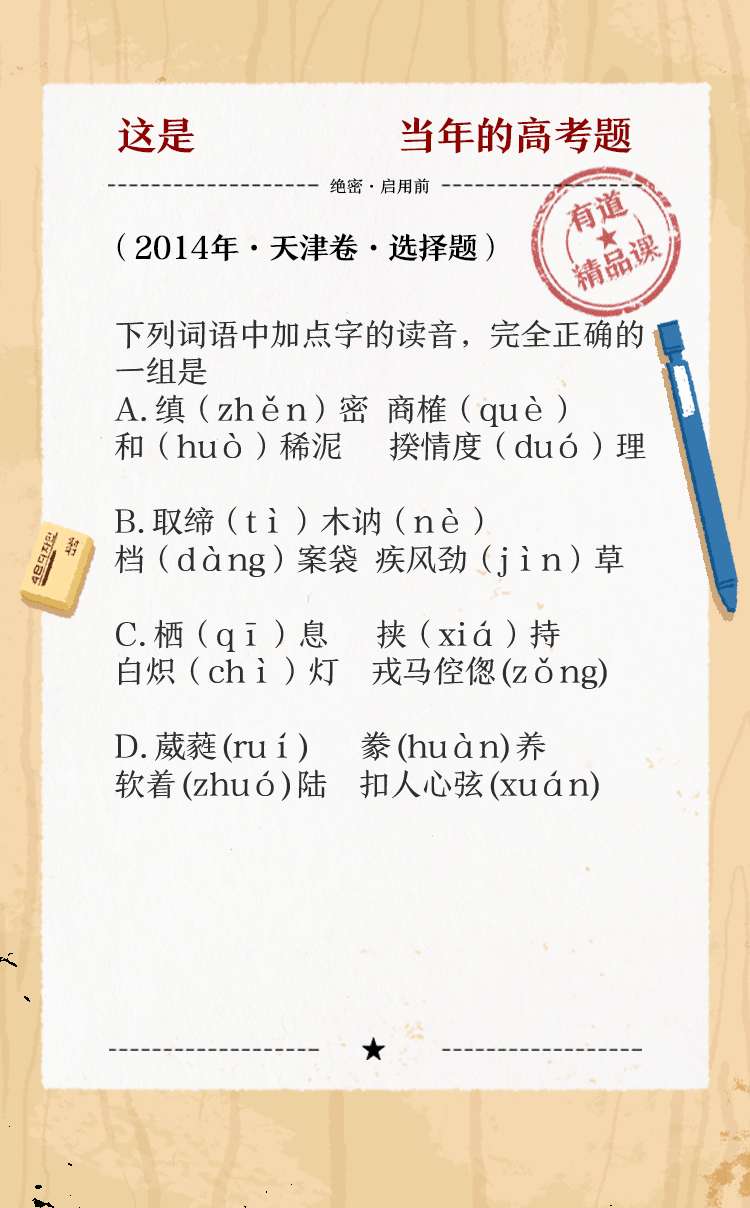 这是 当年的高考题
绝密·启用前
有道
精品课
（2014年·天津卷·选择题）
下列词语中加点字的读音，完全正确的
一组是
A.缜（zhěn）密 商榷（què）
和（huò）稀泥 揆情度（duó）理
B.取缔（tì）木讷（nè）
档（dàng）案袋 疾风劲（jìn）草
C.栖（qī）息 挟（xiá）持
白炽（chì）灯 戎马倥偬(zǒng)
D.葳蕤(ruí) 豢(huàn)养
软着(zhuó)陆 扣人心弦(xuán)